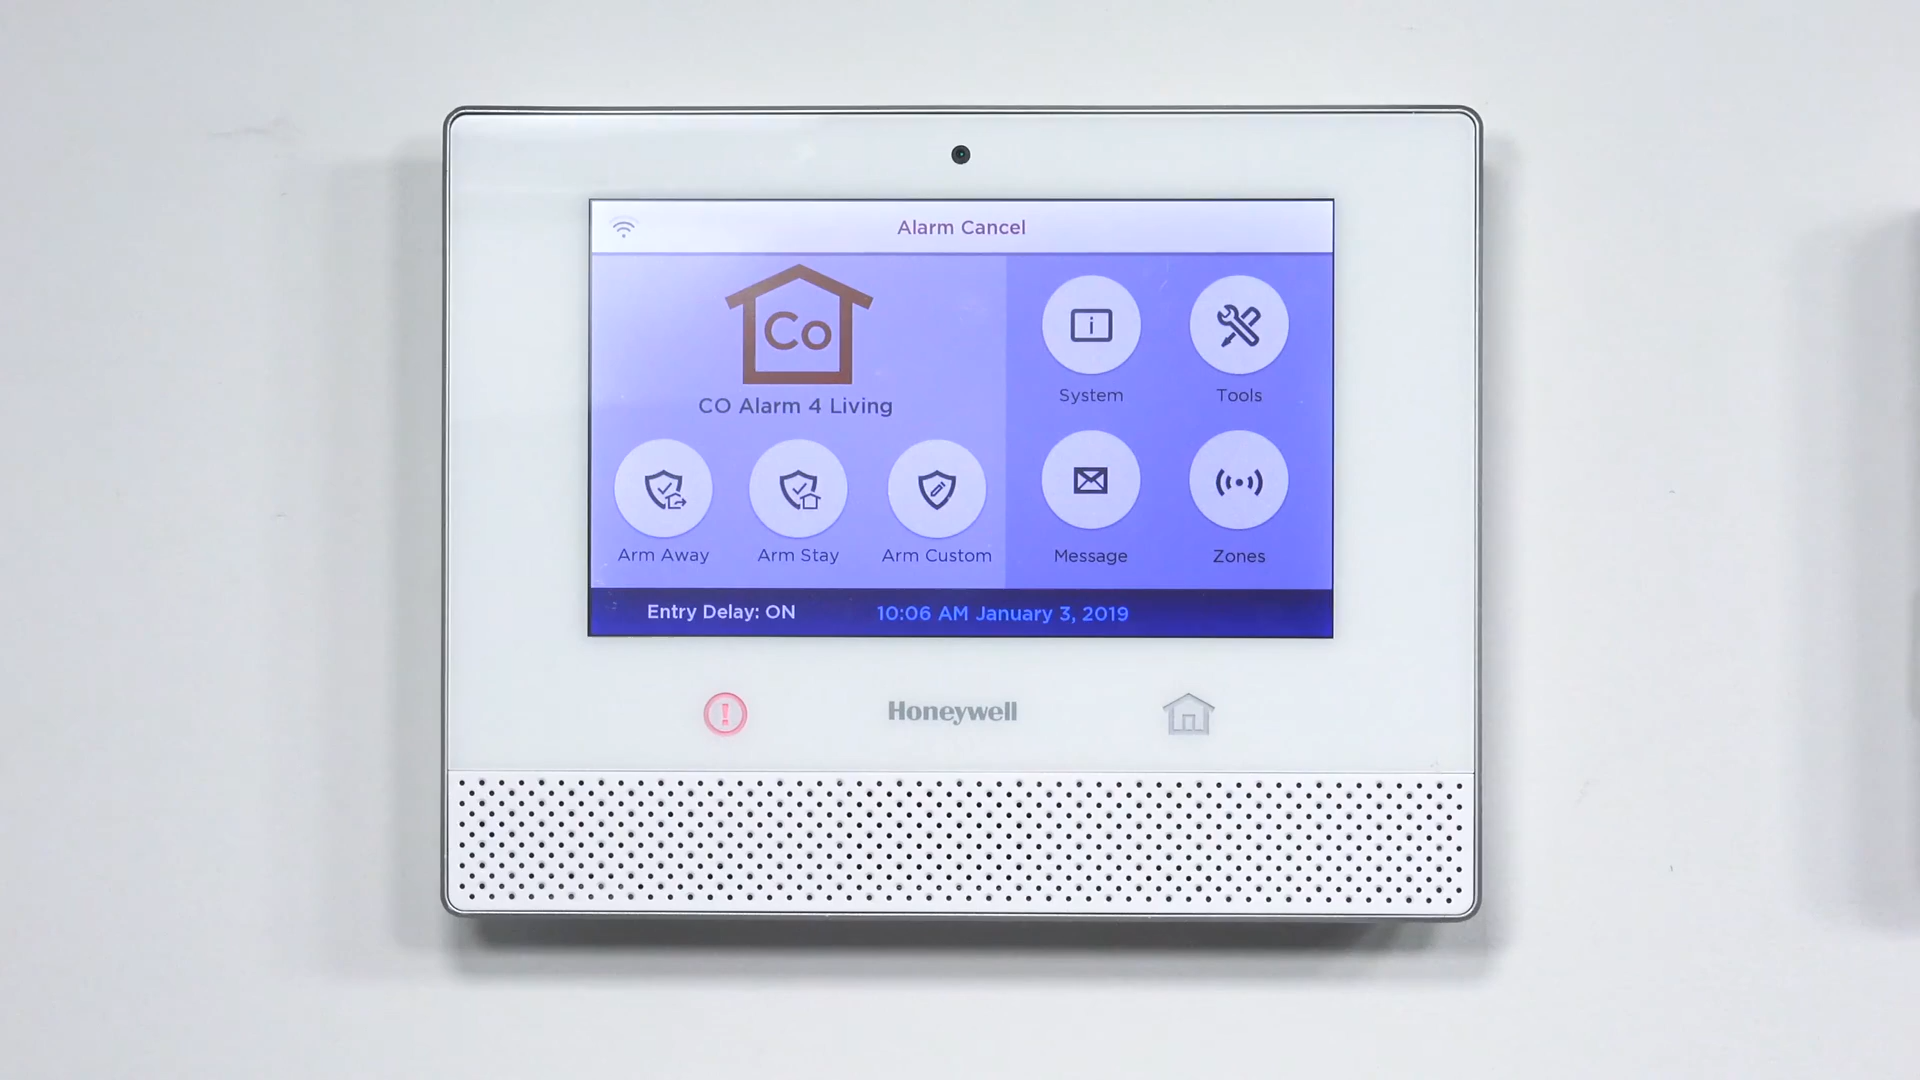 Alarm Cancel
Co
CO Alarm 4 Living
System
Tools
Arm Away
Arm Stay
Arm Custom
Message
Zones
Entry Delay: ON
10:06 AM January 3, 2019
Honeywell